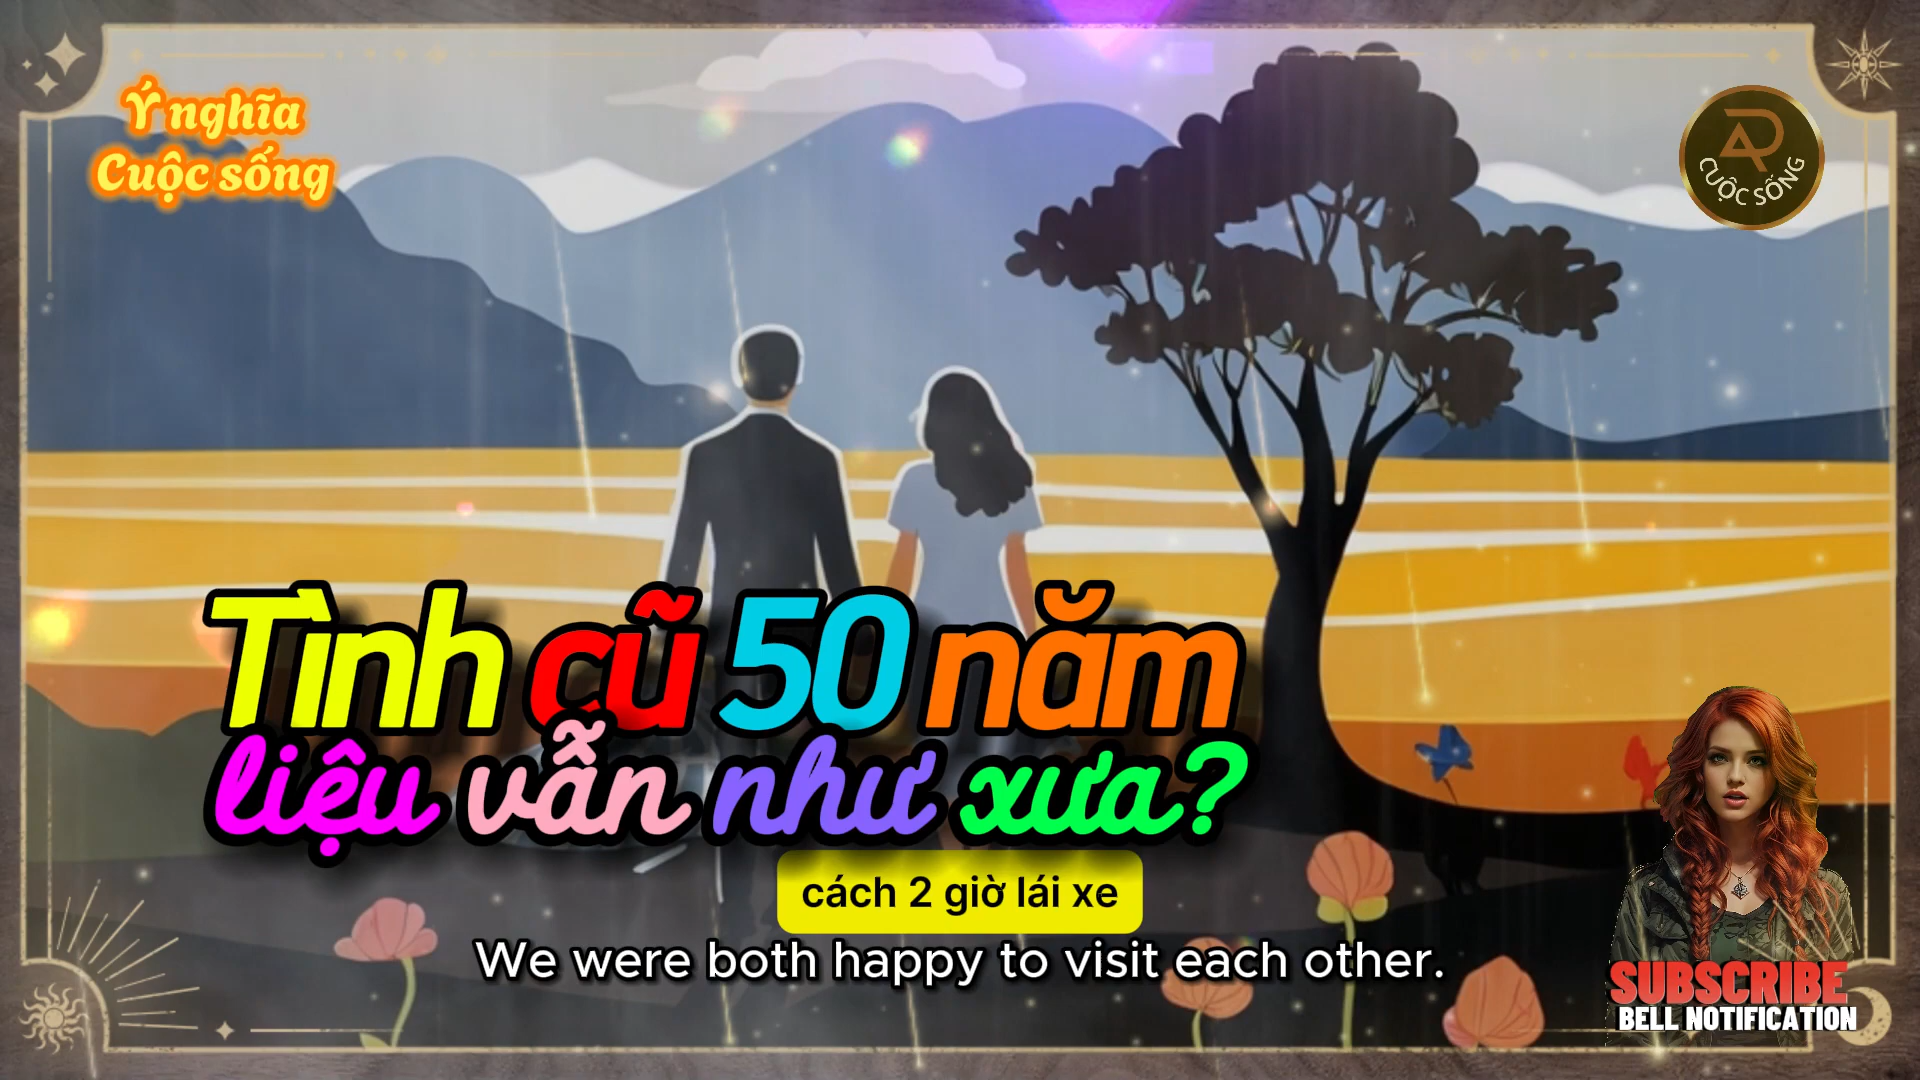 Ý nghĩa
Cuộc sống
AR
CUỘC SỐNG
Tình cũ 50 năm
liệu vẫn như xưa?
cách 2 giờ lái xe
We were both happy to visit each other.
SUBSCRIBE
BELL NOTIFICATION